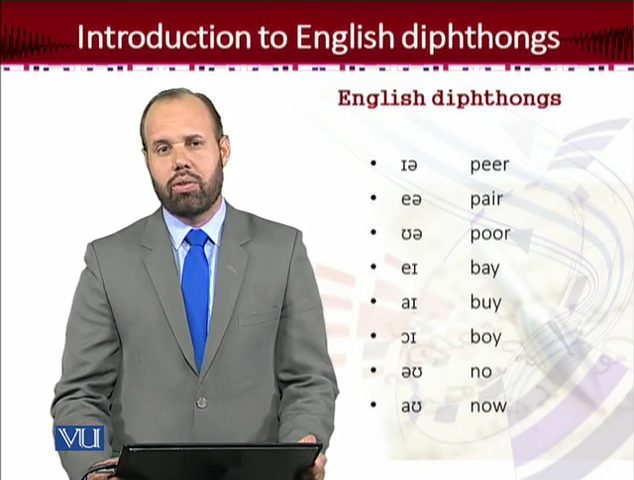 Introduction to English diphthongs
English diphthongs
• ɪə peer
• eə pair
• ʊə poor
• eɪ bay
• aɪ buy
• ɔɪ boy
• əʊ no
• aʊ now
VU